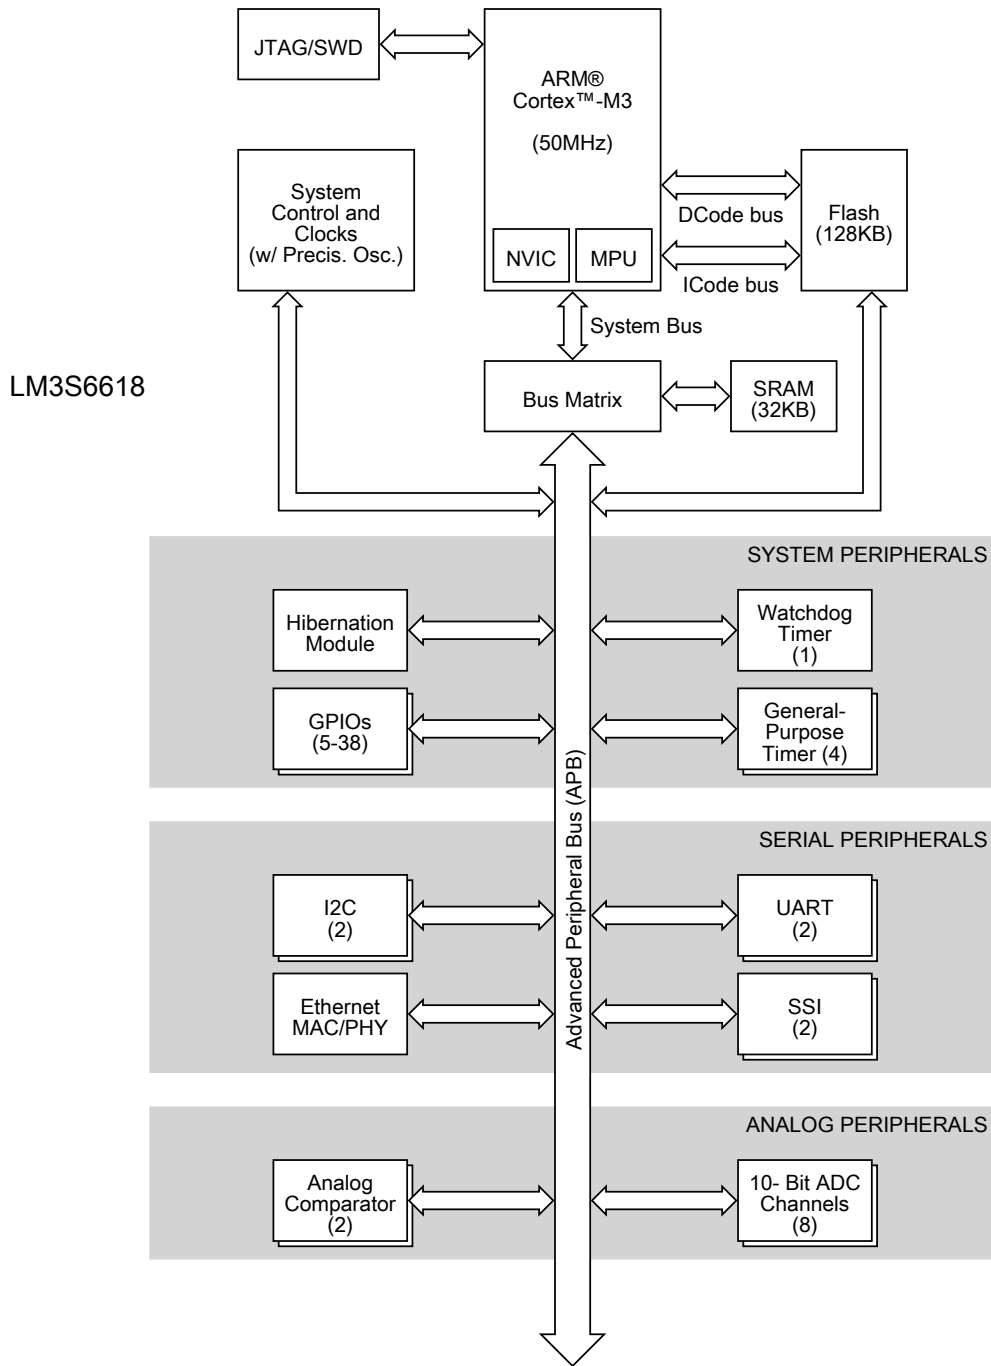 JTAG/SWD
ARM®
Cortex™-M3
(50MHz)
System
Control and
Clocks
(w/ Precis. Osc.)
NVIC
MPU
DCode bus
ICode bus
Flash
(128KB)
System Bus
LM3S6618
Bus Matrix
SRAM
(32KB)
SYSTEM PERIPHERALS
Hibernation
Module
Watchdog
Timer
(1)
GPIOs
(5-38)
General-
Purpose
Timer (4)
Advanced Peripheral Bus (APB)
SERIAL PERIPHERALS
I2C
(2)
UART
(2)
Ethernet
MAC/PHY
SSI
(2)
ANALOG PERIPHERALS
Analog
Comparator
(2)
10- Bit ADC
Channels
(8)